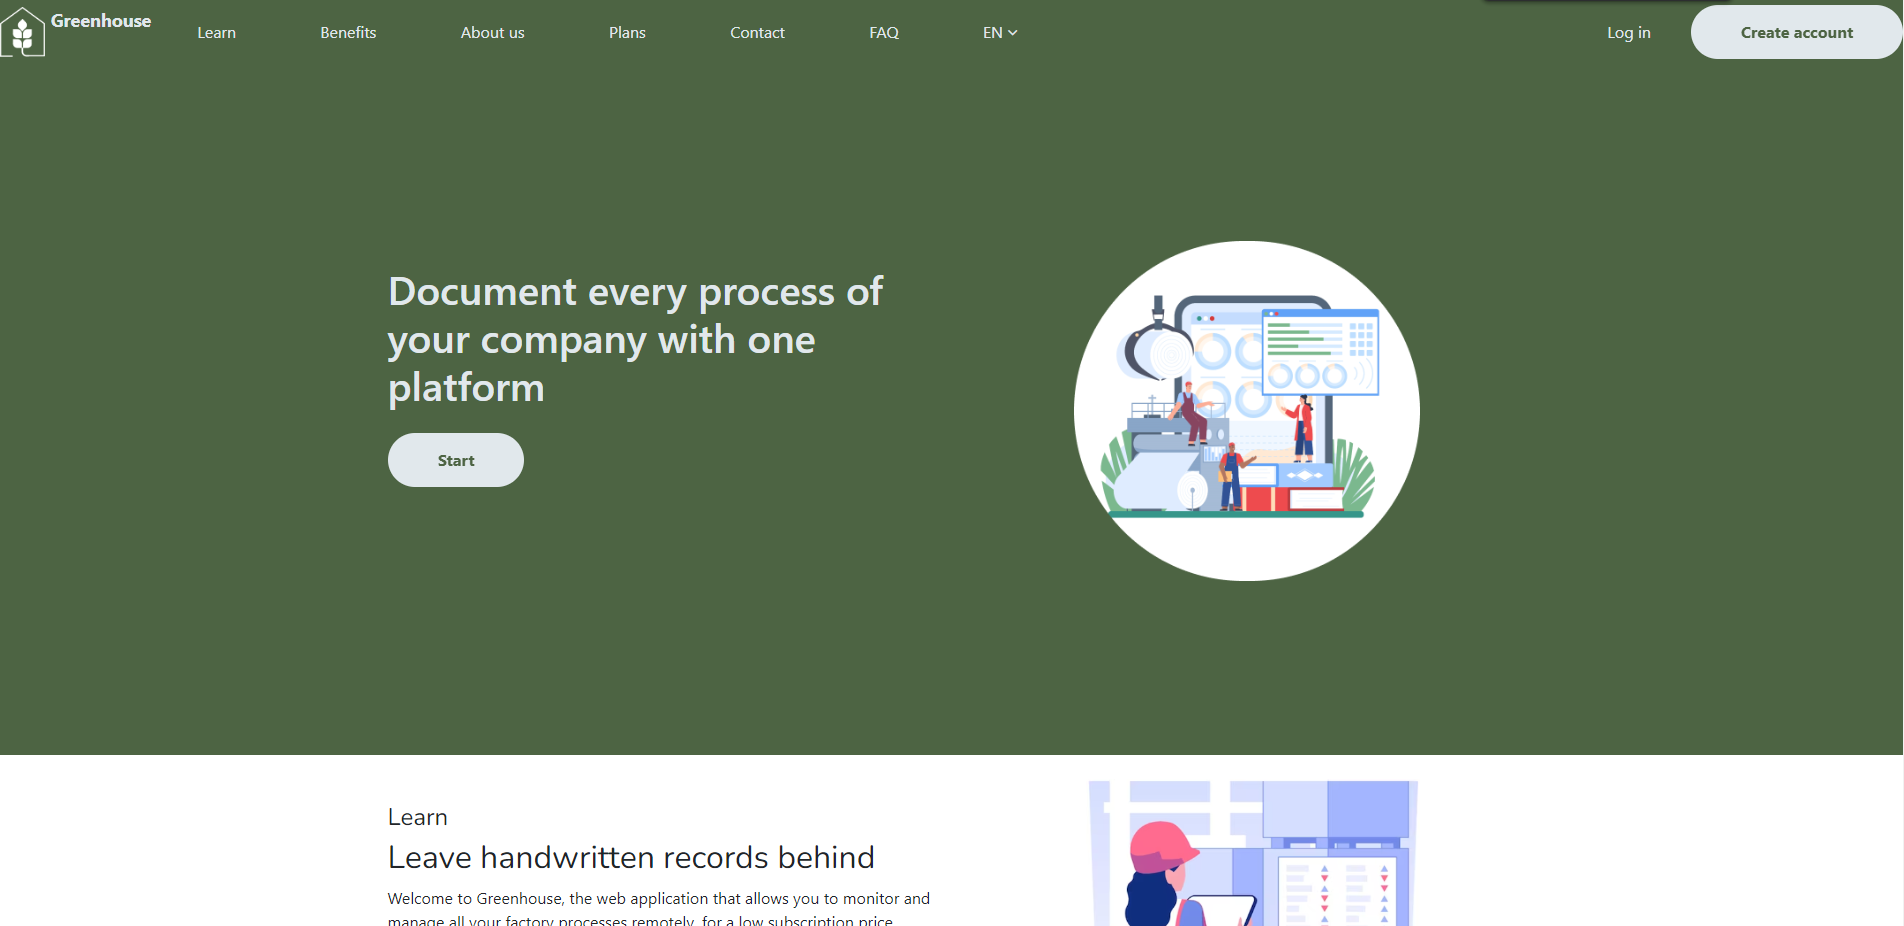 Greenhouse
Learn
Benefits
About us
Plans
Contact
FAQ
EN
Log in
Create account
Document every process of
your company with one
platform
Start
Learn
Leave handwritten records behind
Welcome to Greenhouse, the web application that allows you to monitor and
manage all your factory processes remotely, for a low subscription price.